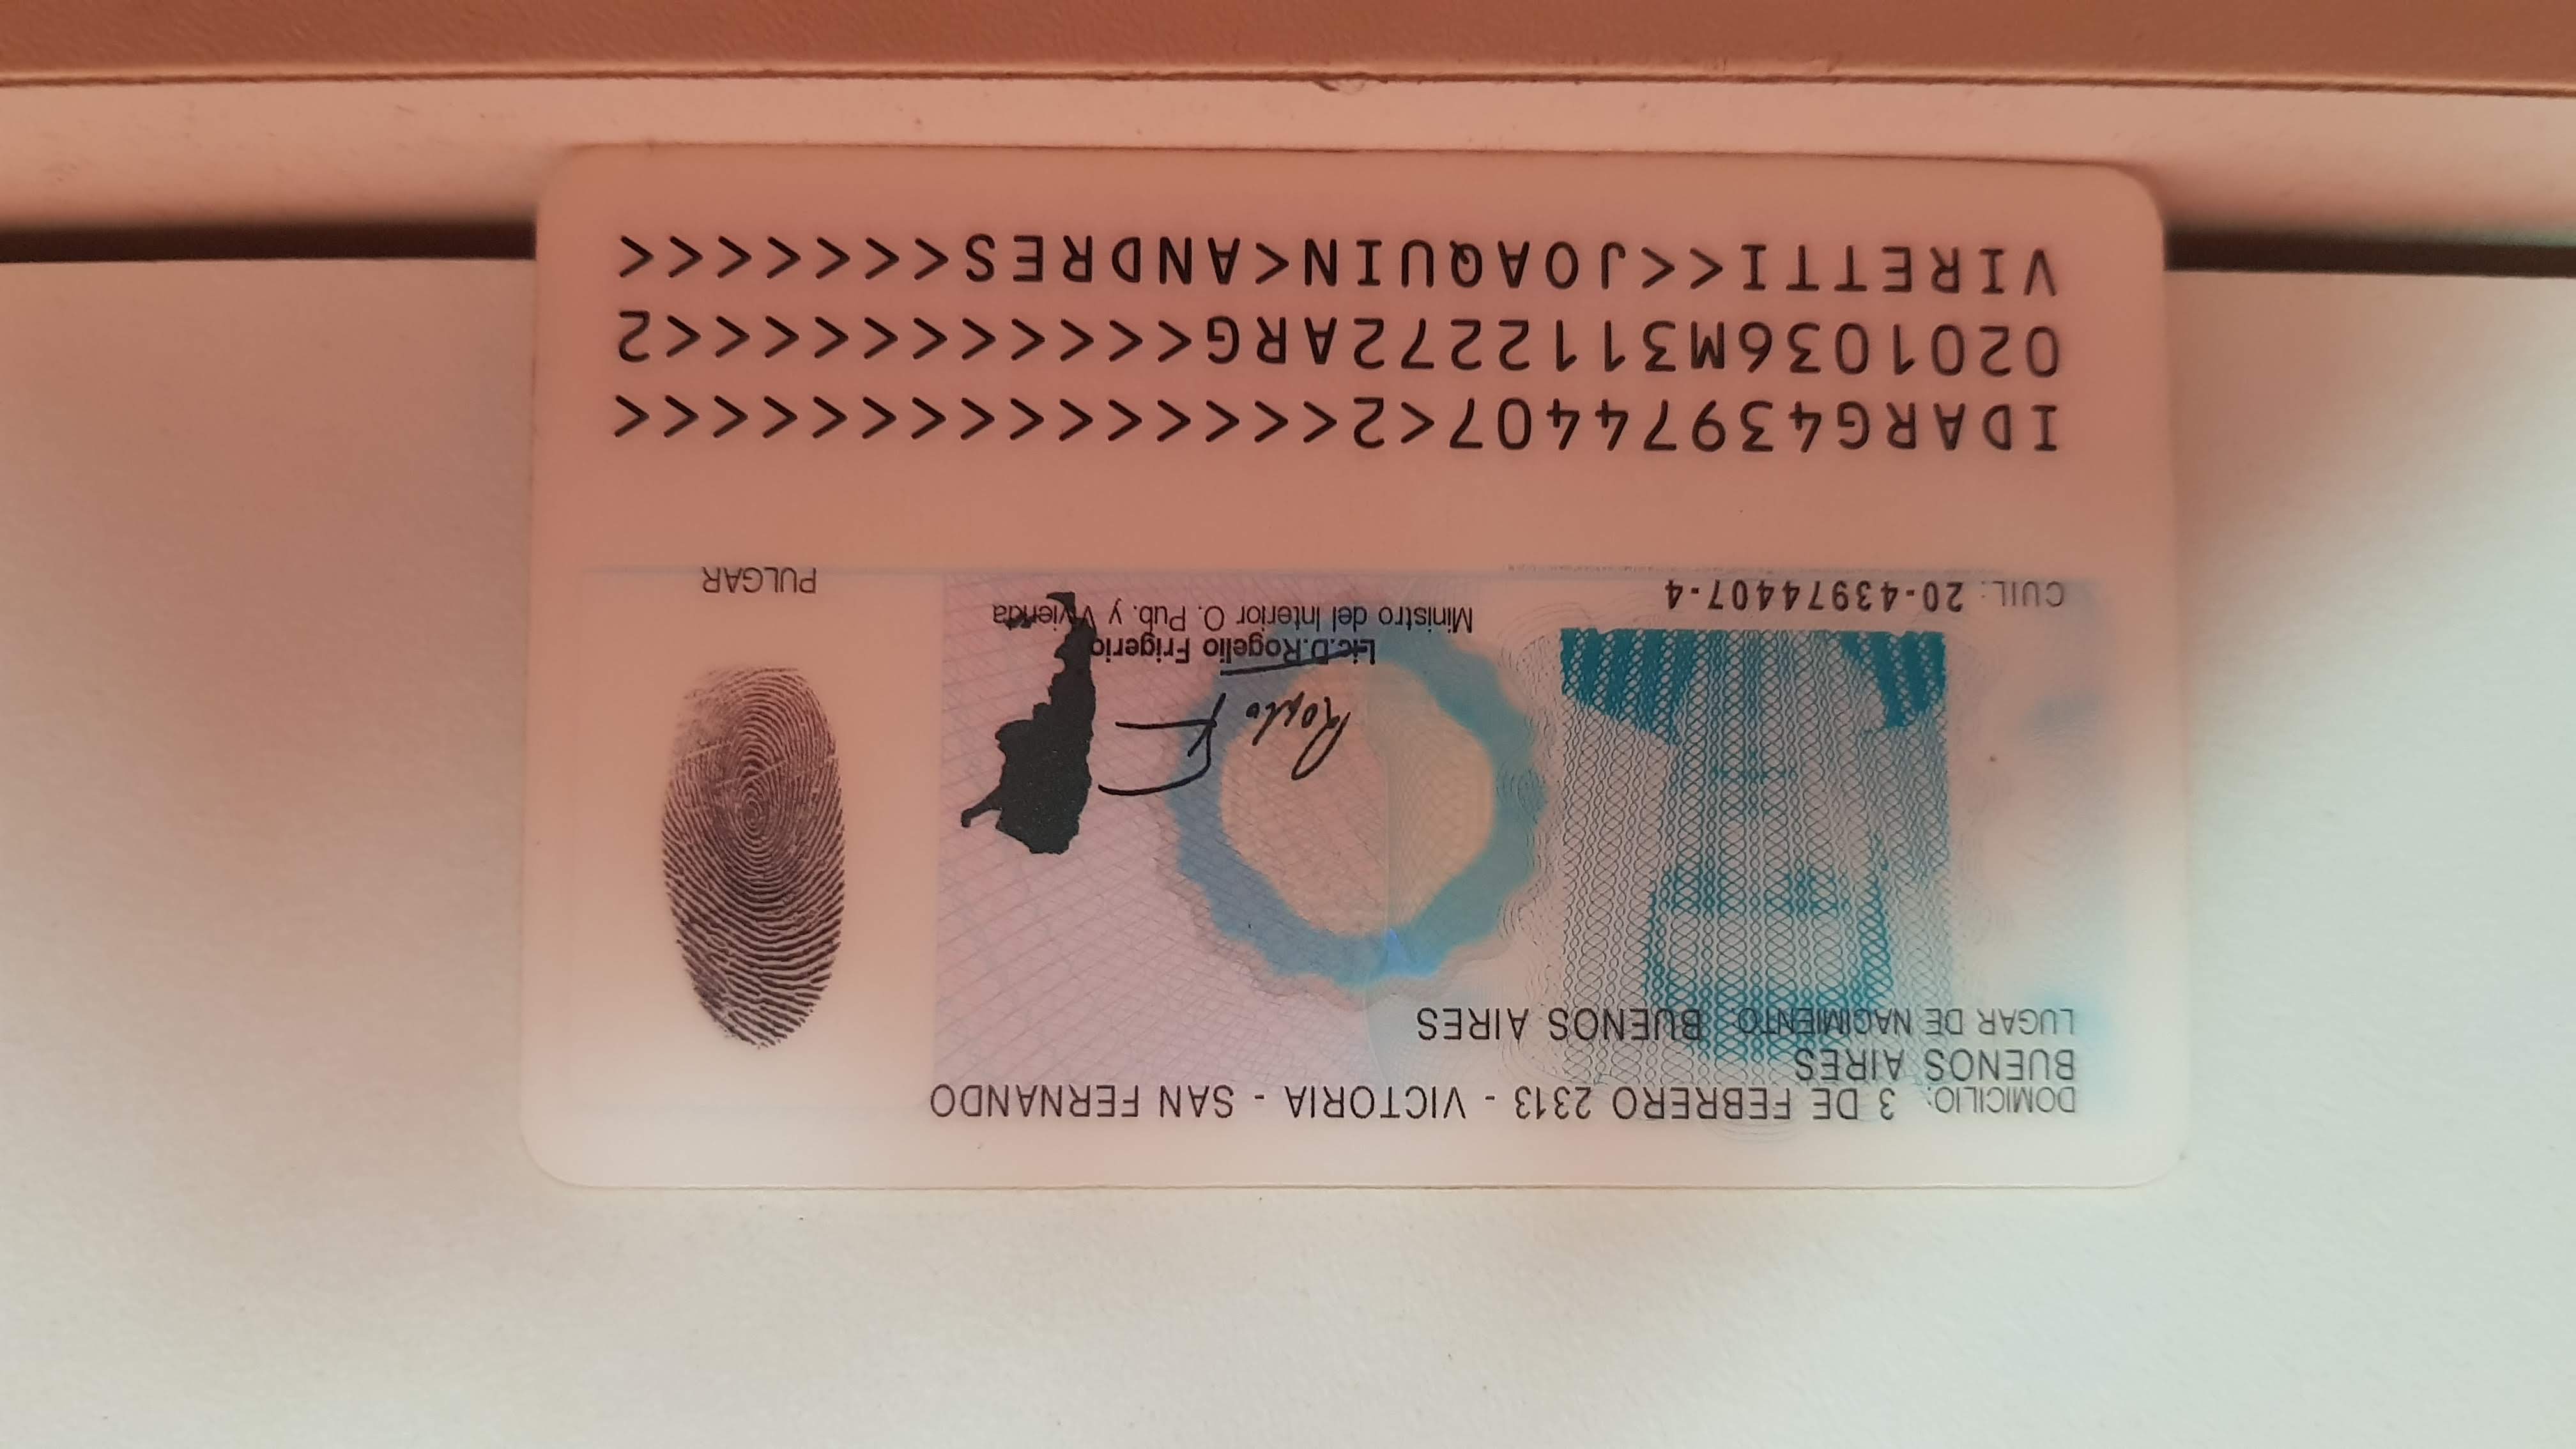 DOMICILIO: 3 DE FEBRERO 2313 - VICTORIA - SAN FERNANDO
BUENOS AIRES
LUGAR DE NACIMIENTO: BUENOS AIRES
Lic.D.Rogelio Frigerio
Ministro del Interior O. Pub. y Vivienda
CUIL: 20-43974407-4
PULGAR
IDARG43974407<2<<<<<<<<<<<<<<<
0201036M3112272ARG<<<<<<<<<<<2
VIRETTI<<JOAQUIN<ANDRES<<<<<<<